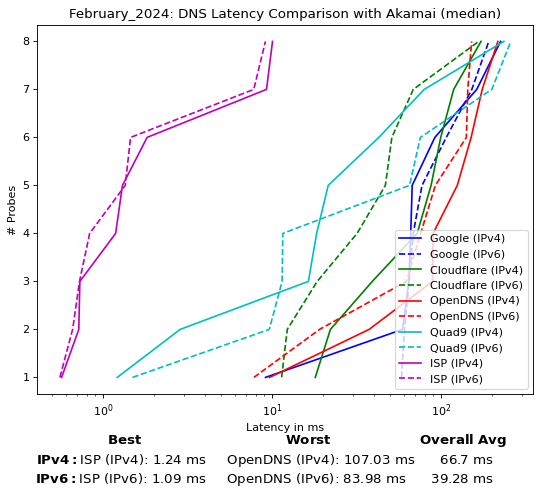 February_2024: DNS Latency Comparison with Akamai (median)
8
7
6
5
4
3
2
1
# Probes
Google (IPv4)
Google (IPv6)
Cloudflare (IPv4)
Cloudflare (IPv6)
OpenDNS (IPv4)
OpenDNS (IPv6)
Quad9 (IPv4)
Quad9 (IPv6)
ISP (IPv4)
ISP (IPv6)
10⁰ 10¹ 10²
Latency in ms
Best Worst Overall Avg
IPv4: ISP (IPv4): 1.24 ms OpenDNS (IPv4): 107.03 ms 66.7 ms
IPv6: ISP (IPv6): 1.09 ms OpenDNS (IPv6): 83.98 ms 39.28 ms